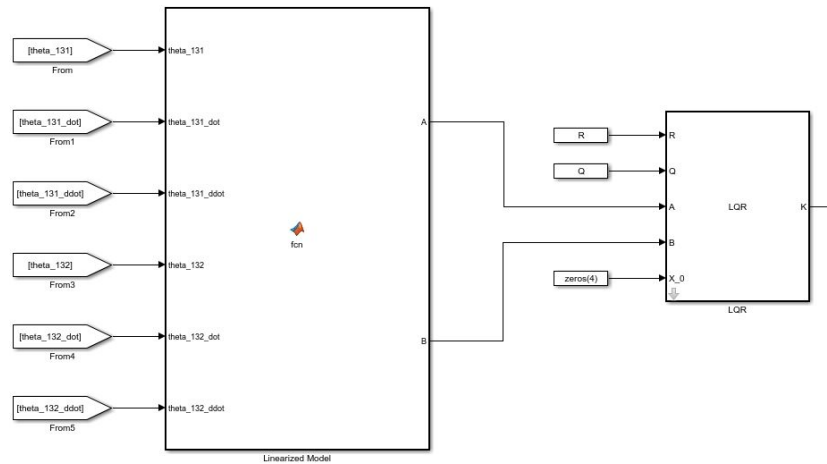 [theta_131]
From
[theta_131_dot]
From1
[theta_131_ddot]
From2
[theta_132]
From3
[theta_132_dot]
From4
[theta_132_ddot]
From5
theta_131
theta_131_dot
theta_131_ddot
theta_132
theta_132_dot
theta_132_ddot
fcn
A
B
Linearized Model
R
Q
zeros(4)
R
Q
A
B
X_0
LQR
K
LQR